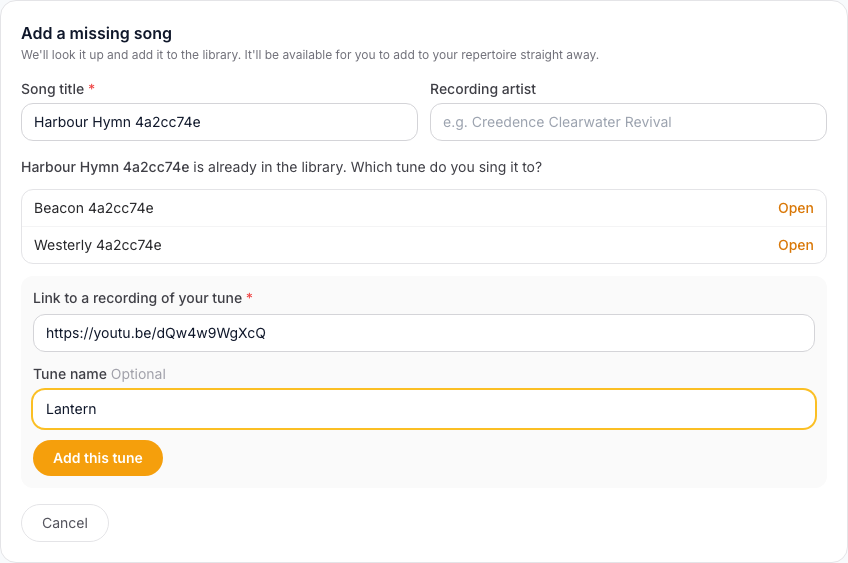 Add a missing song
We'll look it up and add it to the library. It'll be available for you to add to your repertoire straight away.
Song title *
Recording artist
Harbour Hymn 4a2cc74e
e.g. Creedence Clearwater Revival
Harbour Hymn 4a2cc74e is already in the library. Which tune do you sing it to?
Beacon 4a2cc74e Open
Westerly 4a2cc74e Open
Link to a recording of your tune *
https://youtu.be/dQw4w9WgXcQ
Tune name Optional
Lantern
Add this tune
Cancel